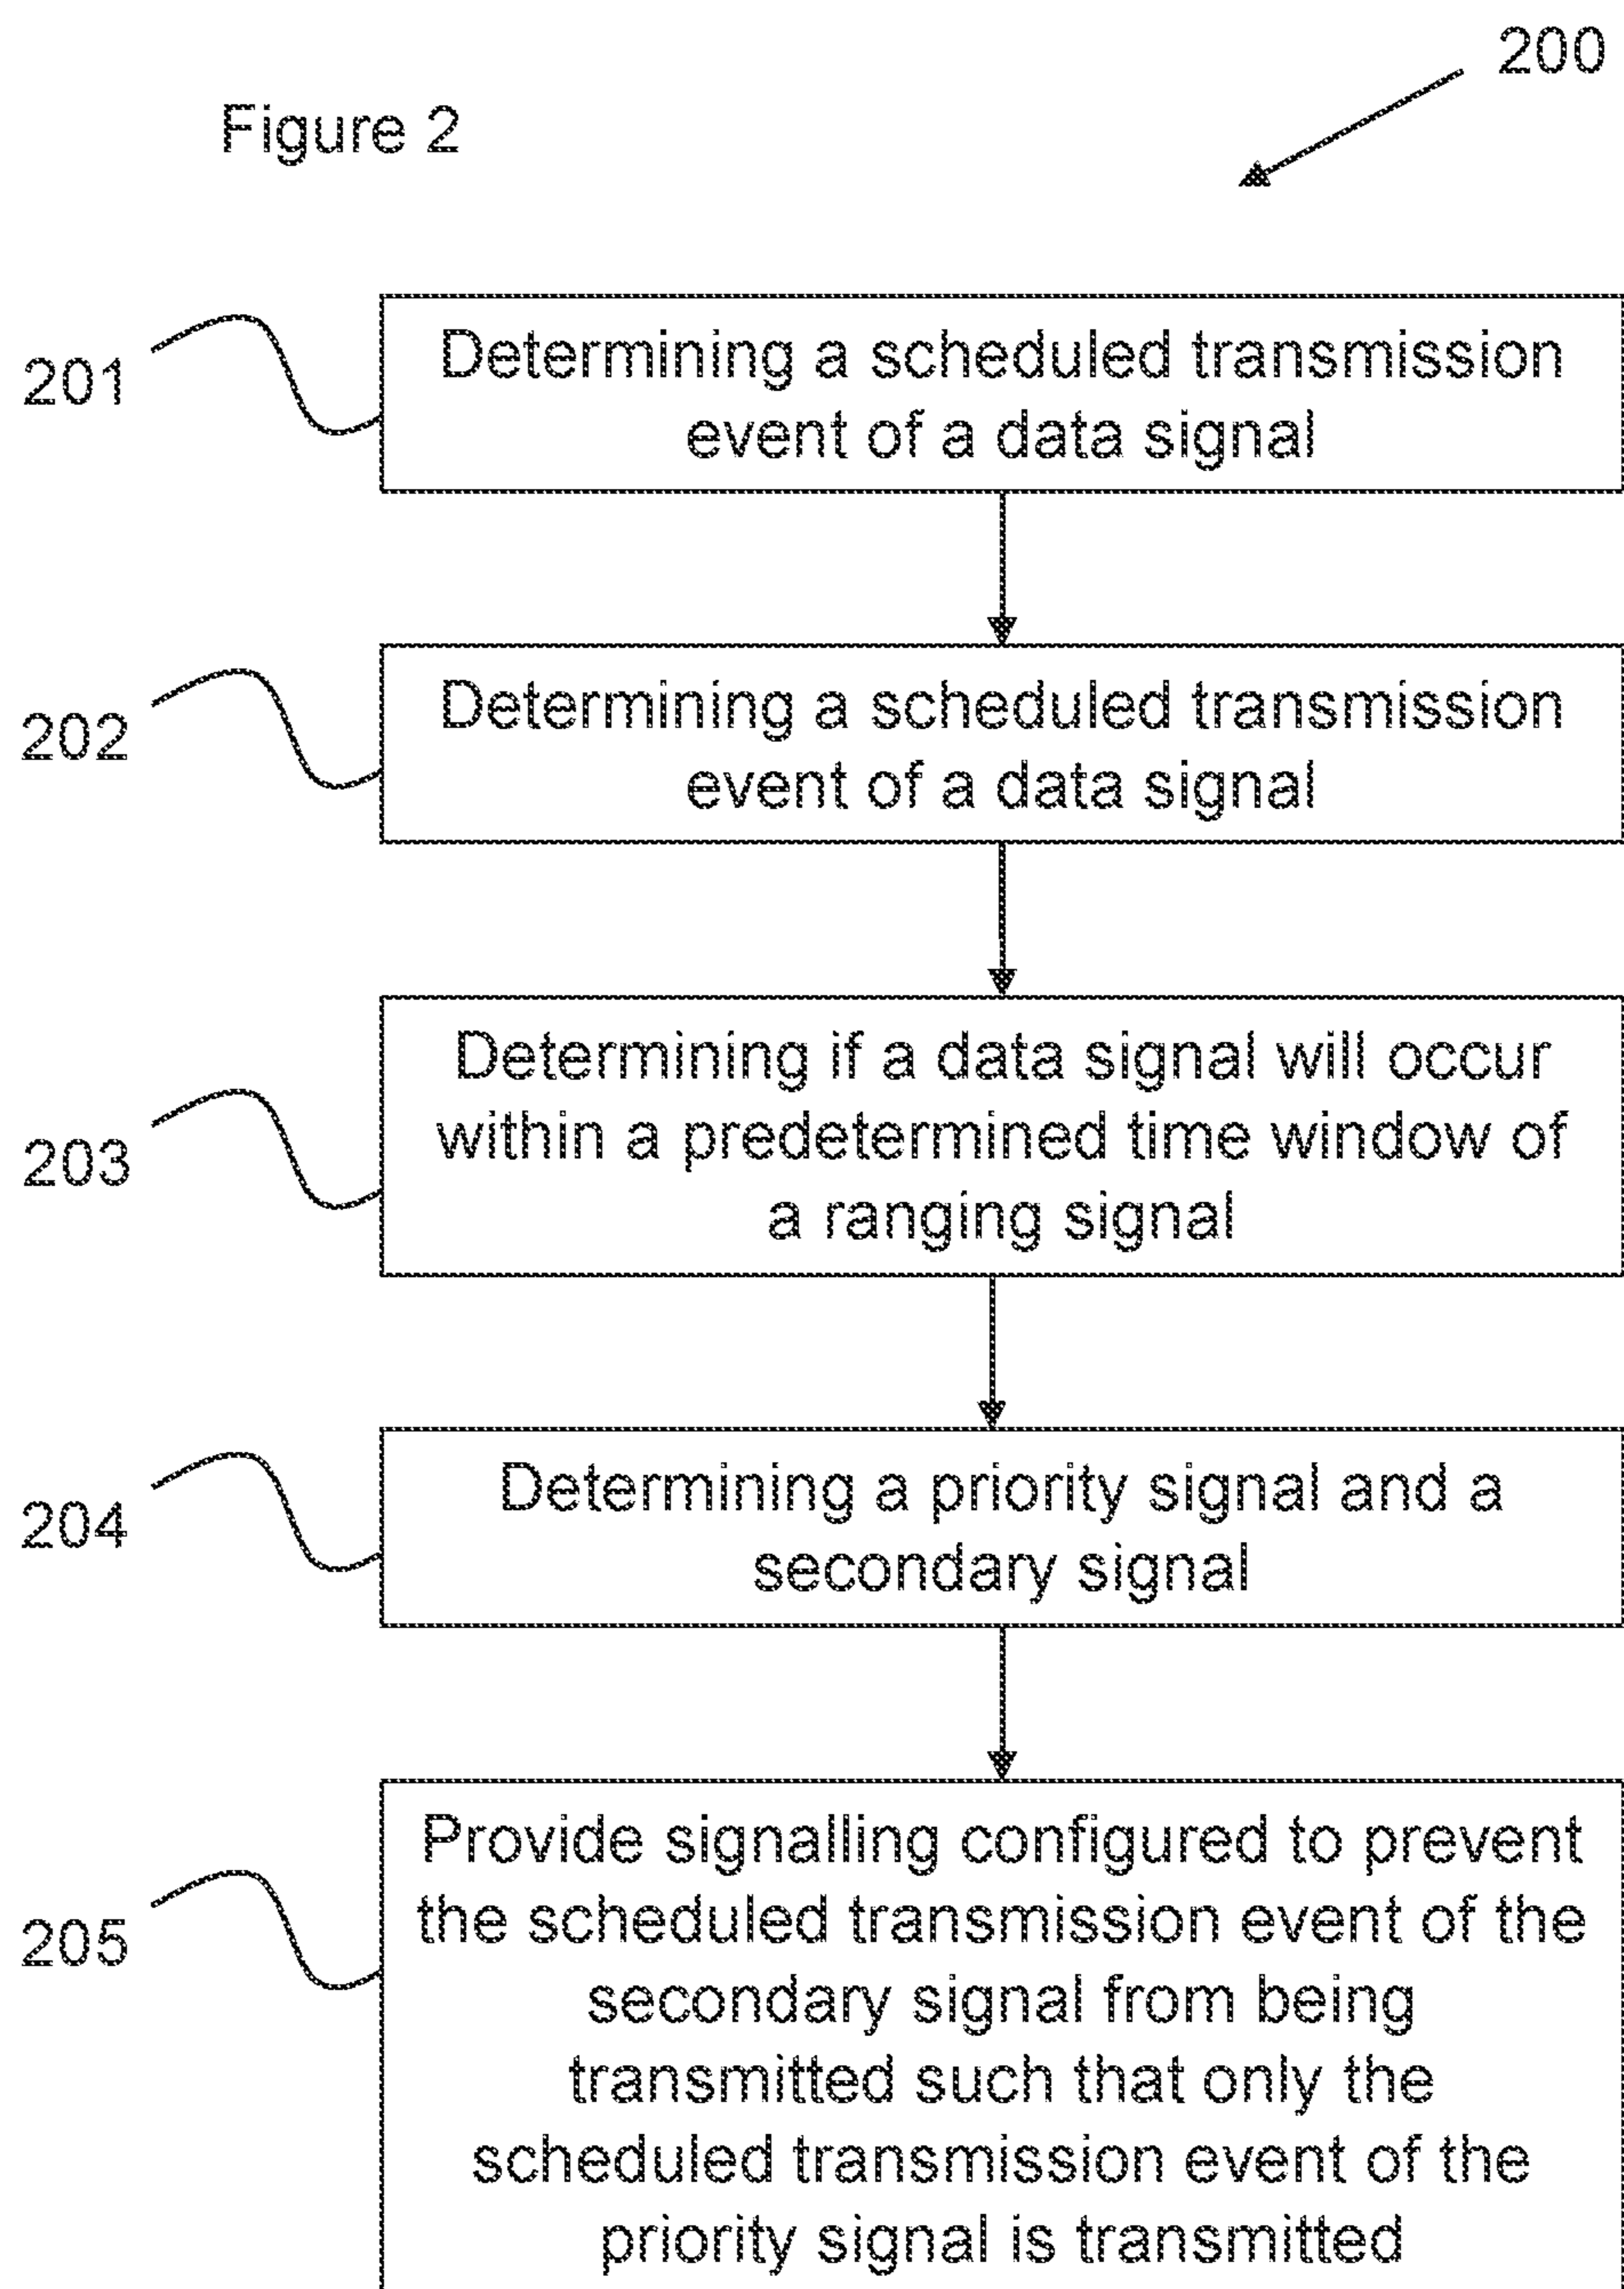 200
Figure 2
201
Determining a scheduled transmission
event of a data signal
202
Determining a scheduled transmission
event of a data signal
203
Determining if a data signal will occur
within a predetermined time window of
a ranging signal
204
Determining a priority signal and a
secondary signal
205
Provide signalling configured to prevent
the scheduled transmission event of the
secondary signal from being
transmitted such that only the
scheduled transmission event of the
priority signal is transmitted